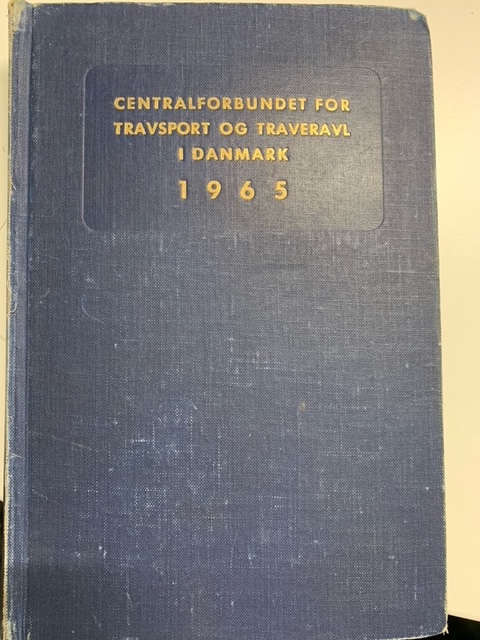 CENTRALFORBUNDET FOR
TRAVSPORT OG TRAVERAVL
I DANMARK
1965